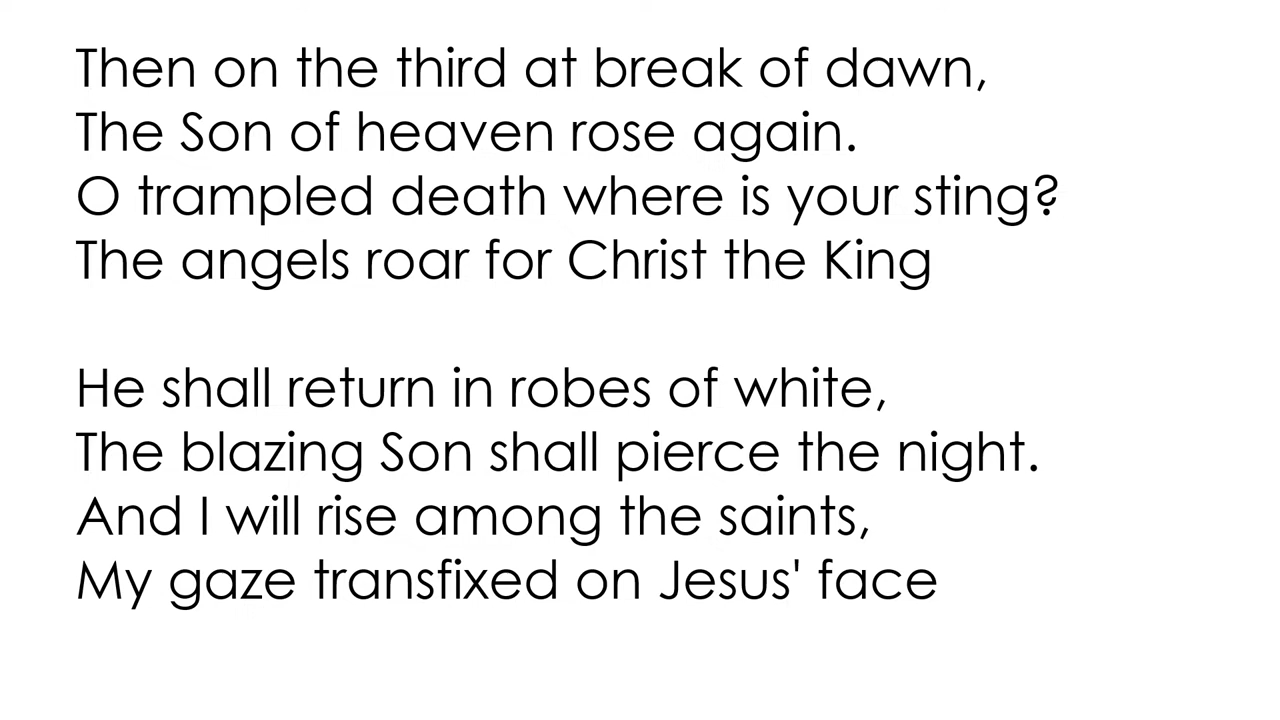 Then on the third at break of dawn,
The Son of heaven rose again.
O trampled death where is your sting?
The angels roar for Christ the King
He shall return in robes of white,
The blazing Son shall pierce the night.
And I will rise among the saints,
My gaze transfixed on Jesus' face